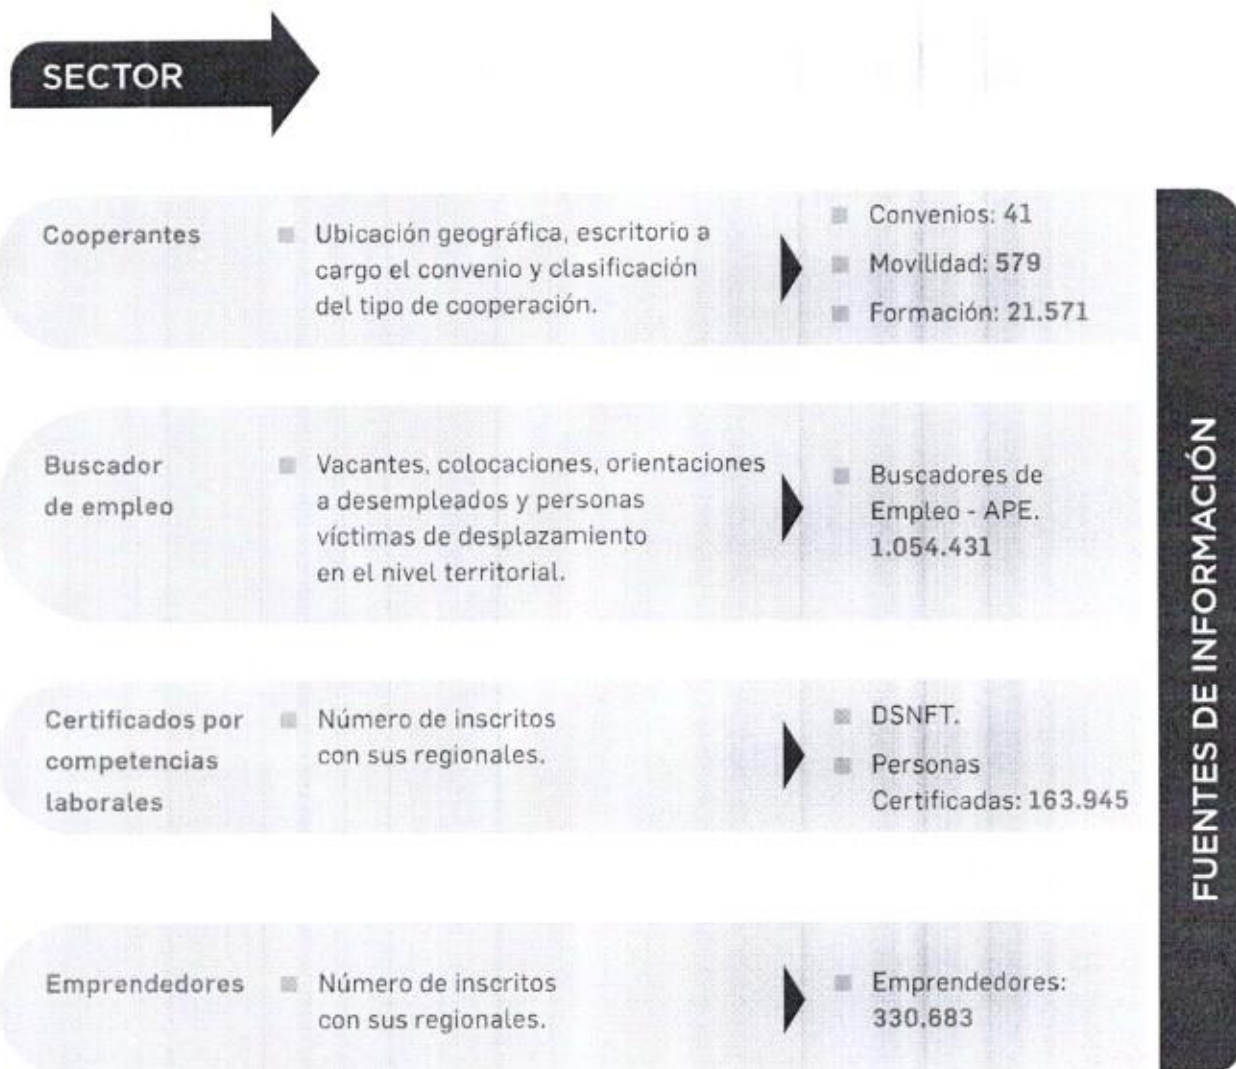 SECTOR
Cooperantes
Ubicación geográfica, escritorio a
cargo el convenio y clasificación
del tipo de cooperación.
Convenios: 41
Movilidad: 579
Formación: 21.571
Buscador
de empleo
Vacantes, colocaciones, orientaciones
a desempleados y personas
víctimas de desplazamiento
en el nivel territorial.
Buscadores de
Empleo - APE.
1.054.431
Certificados por
competencias
laborales
Número de inscritos
con sus regionales.
DSNFT.
Personas
Certificadas: 163.945
Emprendedores
Número de inscritos
con sus regionales.
Emprendedores:
330.683
FUENTES DE INFORMACIÓN